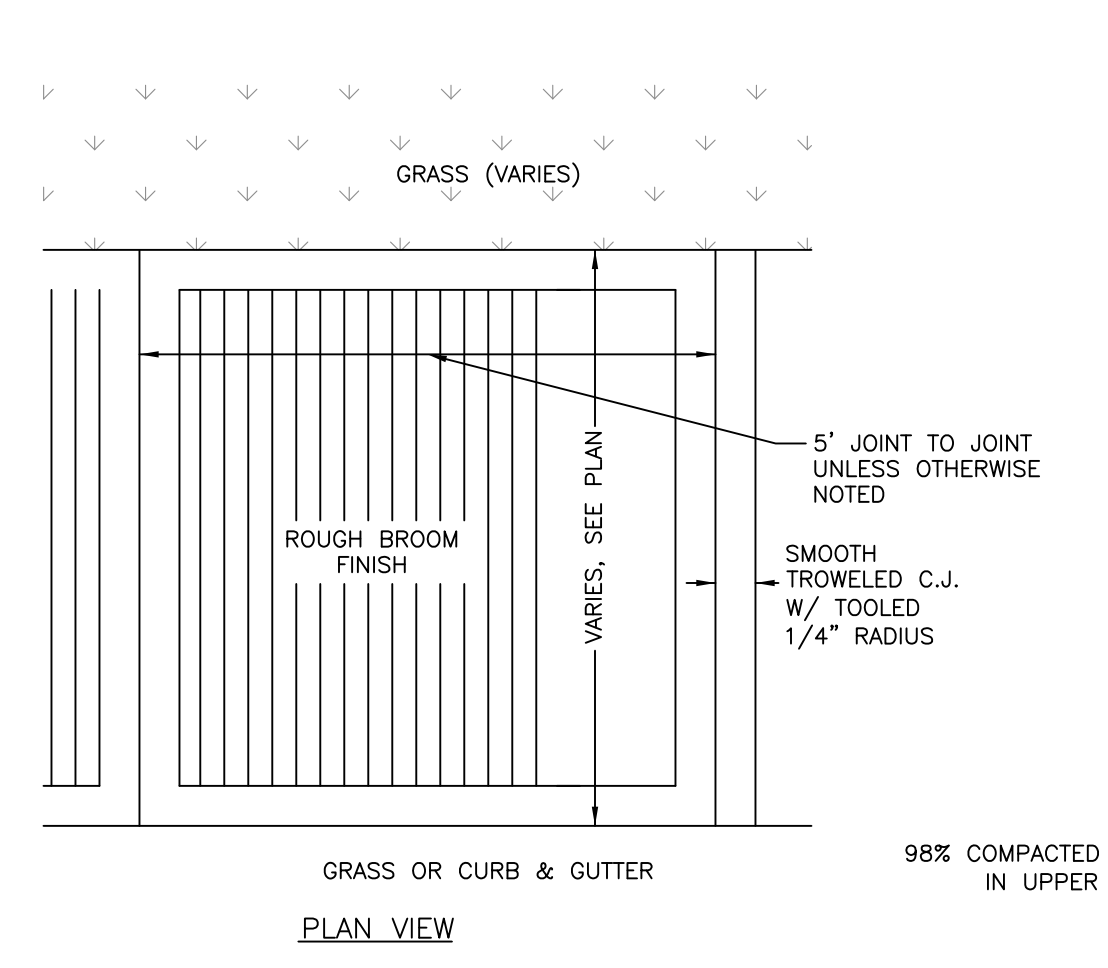 GRASS (VARIES)
5' JOINT TO JOINT
UNLESS OTHERWISE
NOTED
ROUGH BROOM
FINISH
VARIES, SEE PLAN
SMOOTH
TROWELED C.J.
W/ TOOLED
1/4" RADIUS
GRASS OR CURB & GUTTER
98% COMPACTED
IN UPPER
PLAN VIEW